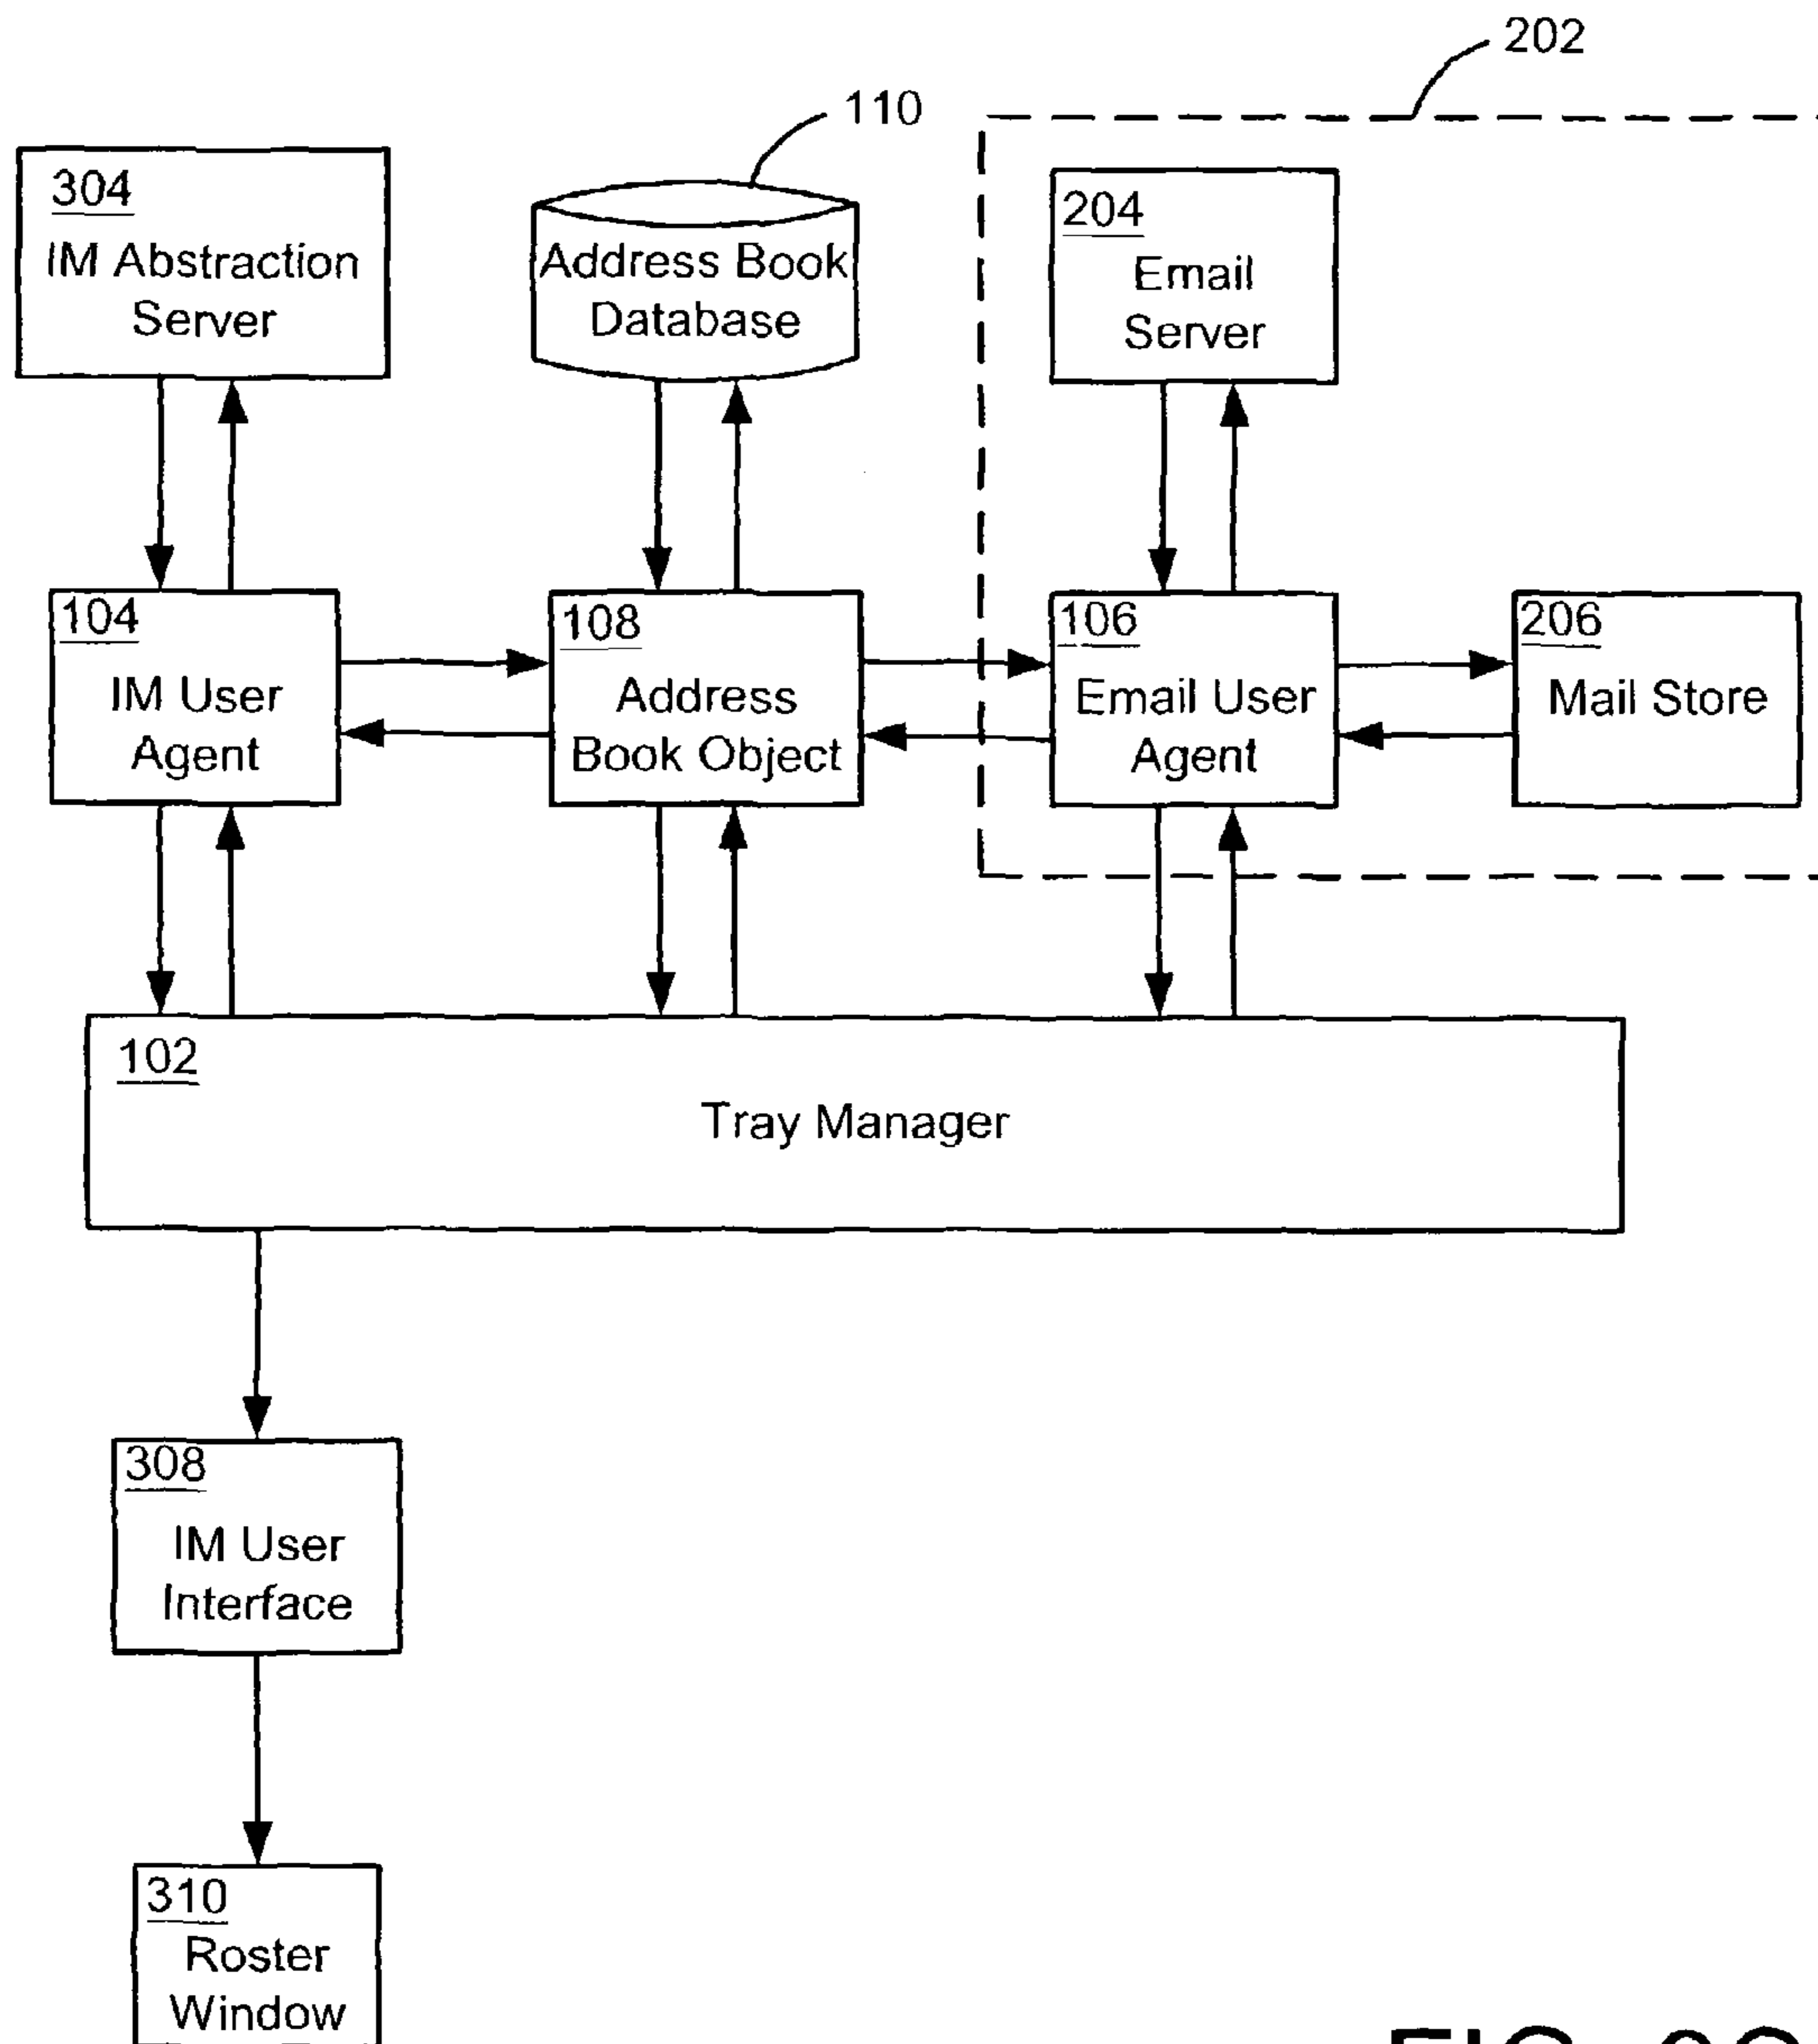 202
110
304
IM Abstraction
Server
Address Book
Database
204
Email
Server
104
IM User
Agent
108
Address
Book Object
106
Email User
Agent
206
Mail Store
102
Tray Manager
308
IM User
Interface
310
Roster
Window